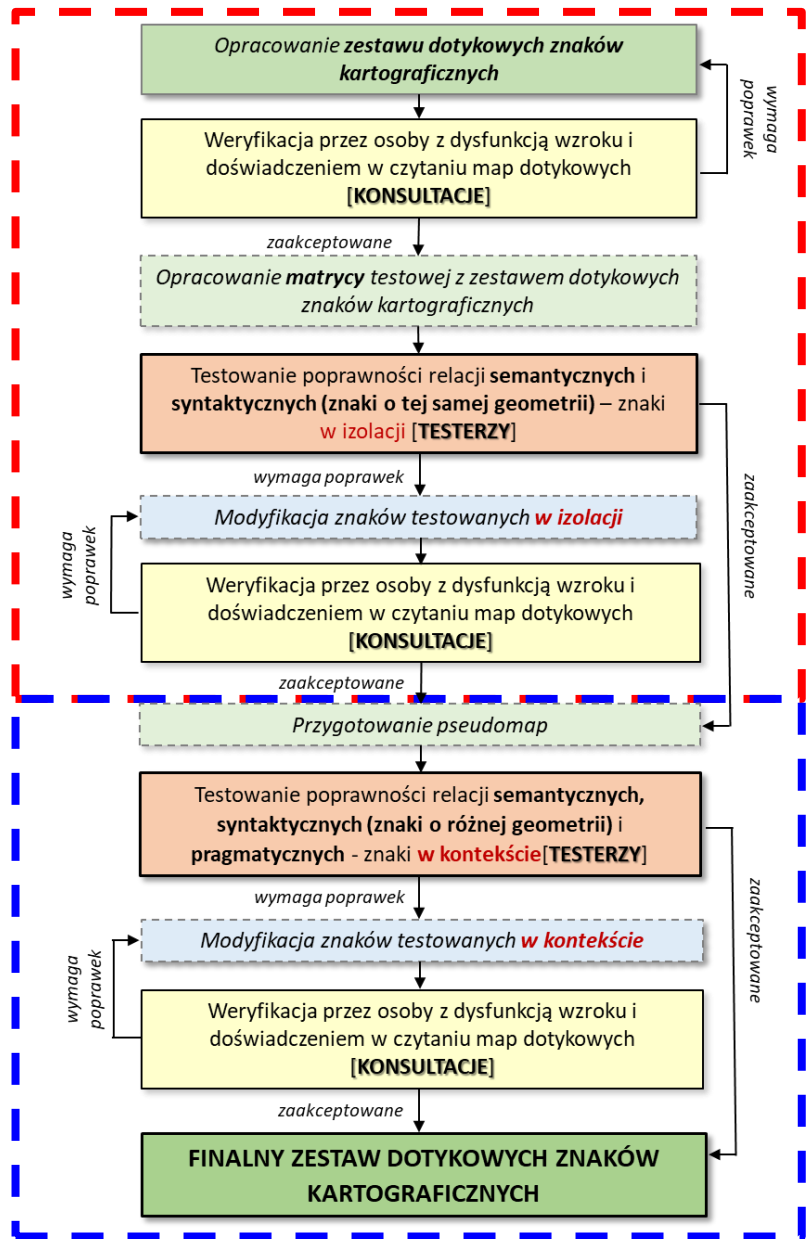 Opracowanie zestawu dotykowych znaków
kartograficznych
wymaga
poprawek
Weryfikacja przez osoby z dysfunkcją wzroku i
doświadczeniem w czytaniu map dotykowych
[KONSULTACJE]
zaakceptowane
Opracowanie matrycy testowej z zestawem dotykowych
znaków kartograficznych
Testowanie poprawności relacji semantycznych i
syntaktycznych (znaki o tej samej geometrii) – znaki
w izolacji [TESTERZY]
wymaga poprawek
zaakceptowane
Modyfikacja znaków testowanych w izolacji
wymaga
poprawek
Weryfikacja przez osoby z dysfunkcją wzroku i
doświadczeniem w czytaniu map dotykowych
[KONSULTACJE]
zaakceptowane
Przygotowanie pseudomap
Testowanie poprawności relacji semantycznych,
syntaktycznych (znaki o różnej geometrii) i
pragmatycznych - znaki w kontekście[TESTERZY]
wymaga poprawek
zaakceptowane
Modyfikacja znaków testowanych w kontekście
wymaga
poprawek
Weryfikacja przez osoby z dysfunkcją wzroku i
doświadczeniem w czytaniu map dotykowych
[KONSULTACJE]
zaakceptowane
FINALNY ZESTAW DOTYKOWYCH ZNAKÓW
KARTOGRAFICZNYCH